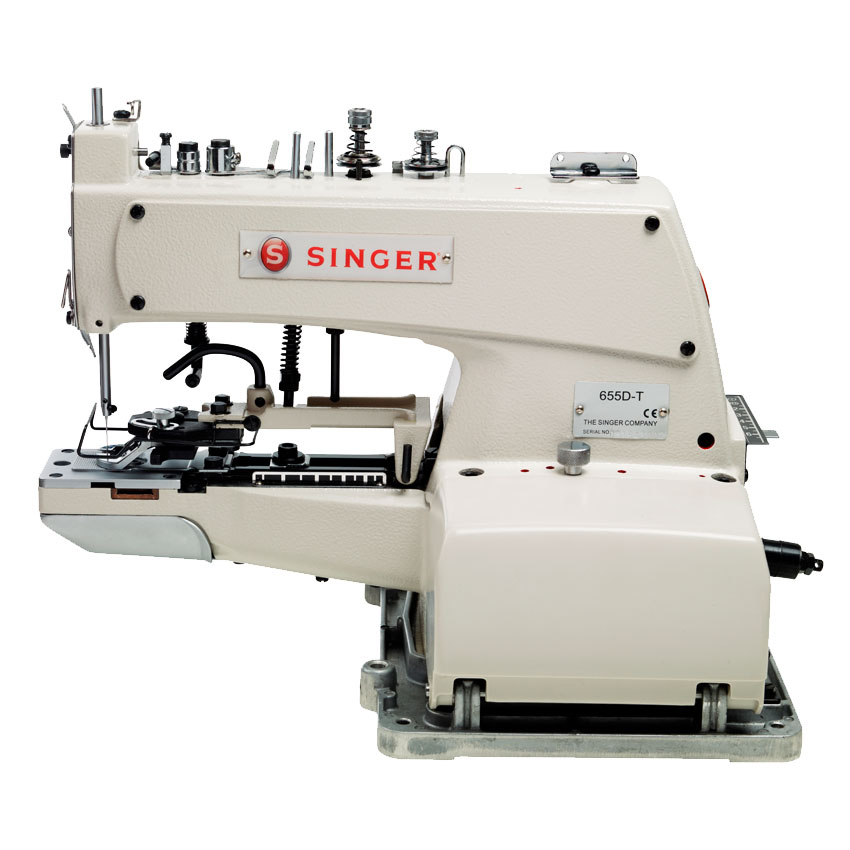 S SINGER
655D-T
CE
THE SINGER COMPANY
SERIAL NO.